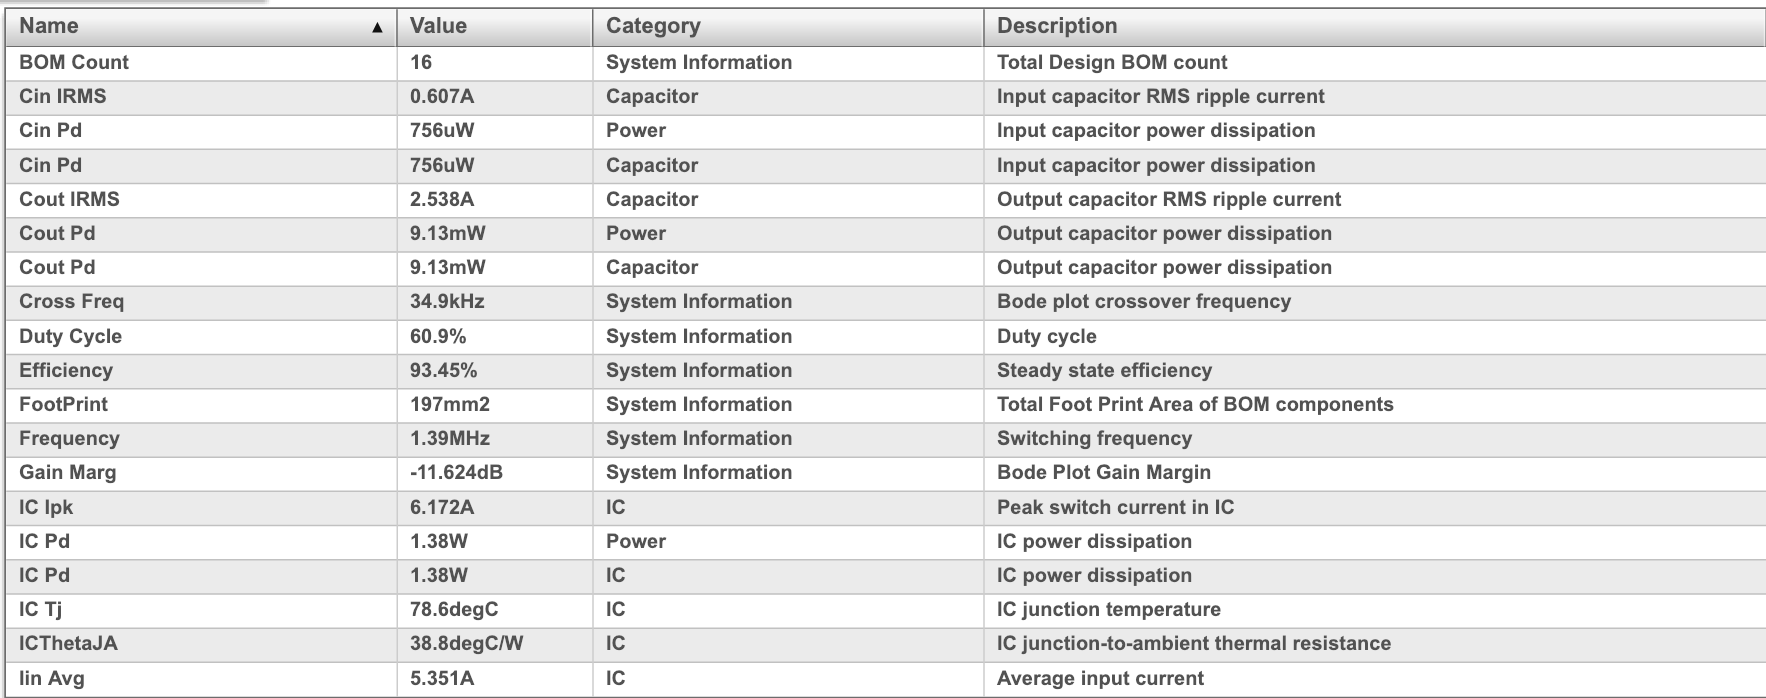 Name ▲ Value Category Description
BOM Count 16 System Information Total Design BOM count
Cin IRMS 0.607A Capacitor Input capacitor RMS ripple current
Cin Pd 756uW Power Input capacitor power dissipation
Cin Pd 756uW Capacitor Input capacitor power dissipation
Cout IRMS 2.538A Capacitor Output capacitor RMS ripple current
Cout Pd 9.13mW Power Output capacitor power dissipation
Cout Pd 9.13mW Capacitor Output capacitor power dissipation
Cross Freq 34.9kHz System Information Bode plot crossover frequency
Duty Cycle 60.9% System Information Duty cycle
Efficiency 93.45% System Information Steady state efficiency
FootPrint 197mm2 System Information Total Foot Print Area of BOM components
Frequency 1.39MHz System Information Switching frequency
Gain Marg -11.624dB System Information Bode Plot Gain Margin
IC Ipk 6.172A IC Peak switch current in IC
IC Pd 1.38W Power IC power dissipation
IC Pd 1.38W IC IC power dissipation
IC Tj 78.6degC IC IC junction temperature
ICThetaJA 38.8degC/W IC IC junction-to-ambient thermal resistance
Iin Avg 5.351A IC Average input current